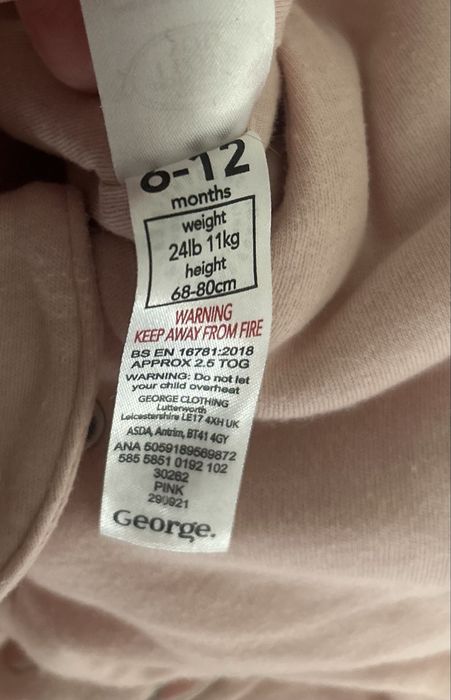 6-12
months
weight
24lb 11kg
height
68-80cm
WARNING
KEEP AWAY FROM FIRE
BS EN 16781:2018
APPROX 2.5 TOG
WARNING: Do not let
your child overheat
GEORGE CLOTHING
Lutterworth
Leicestershire LE17 4XH UK
ASDA, Antrim, BT41 4GY
ANA 5059189569872
585 5851 0192 102
30262
PINK
290921
George.